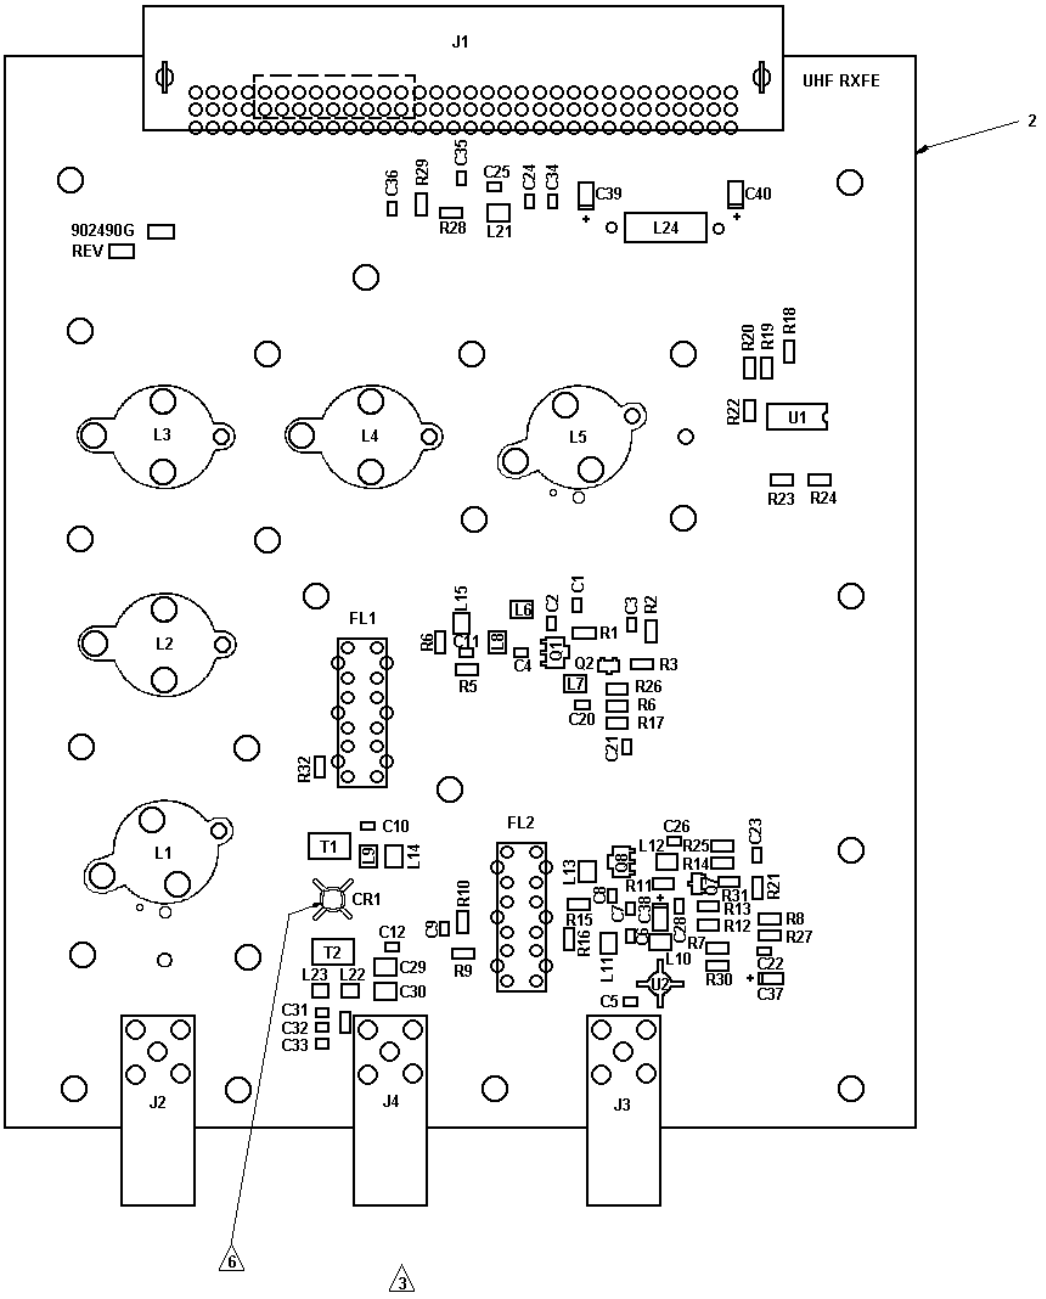 J1
UHF RXFE
2
C36
R29
C35
C25
C24
C34
C39
C40
R28
L21
+
+
L24
902490G
REV
R20
R19
R18
R22
U1
L3
L4
L5
R23
R24
L15
L6
C2
C1
C3
R2
FL1
R6
C11
L8
R1
L2
C4
Q1
Q2
R3
R5
L7
R26
C20
R6
R17
C21
R32
C10
FL2
C26
C23
T1
L9
L14
L12
R25
L1
L13
Q8
R14
R11
Q7
R31
R21
CR1
R10
C8
C7
C38
+
C28
R13
R15
R8
C9
R12
C12
R16
C6
R27
T2
C29
R9
L11
L10
R7
C22
L23
L22
C30
U2
R30
+
C37
C31
C5
C32
C33
J2
J4
J3
6
3